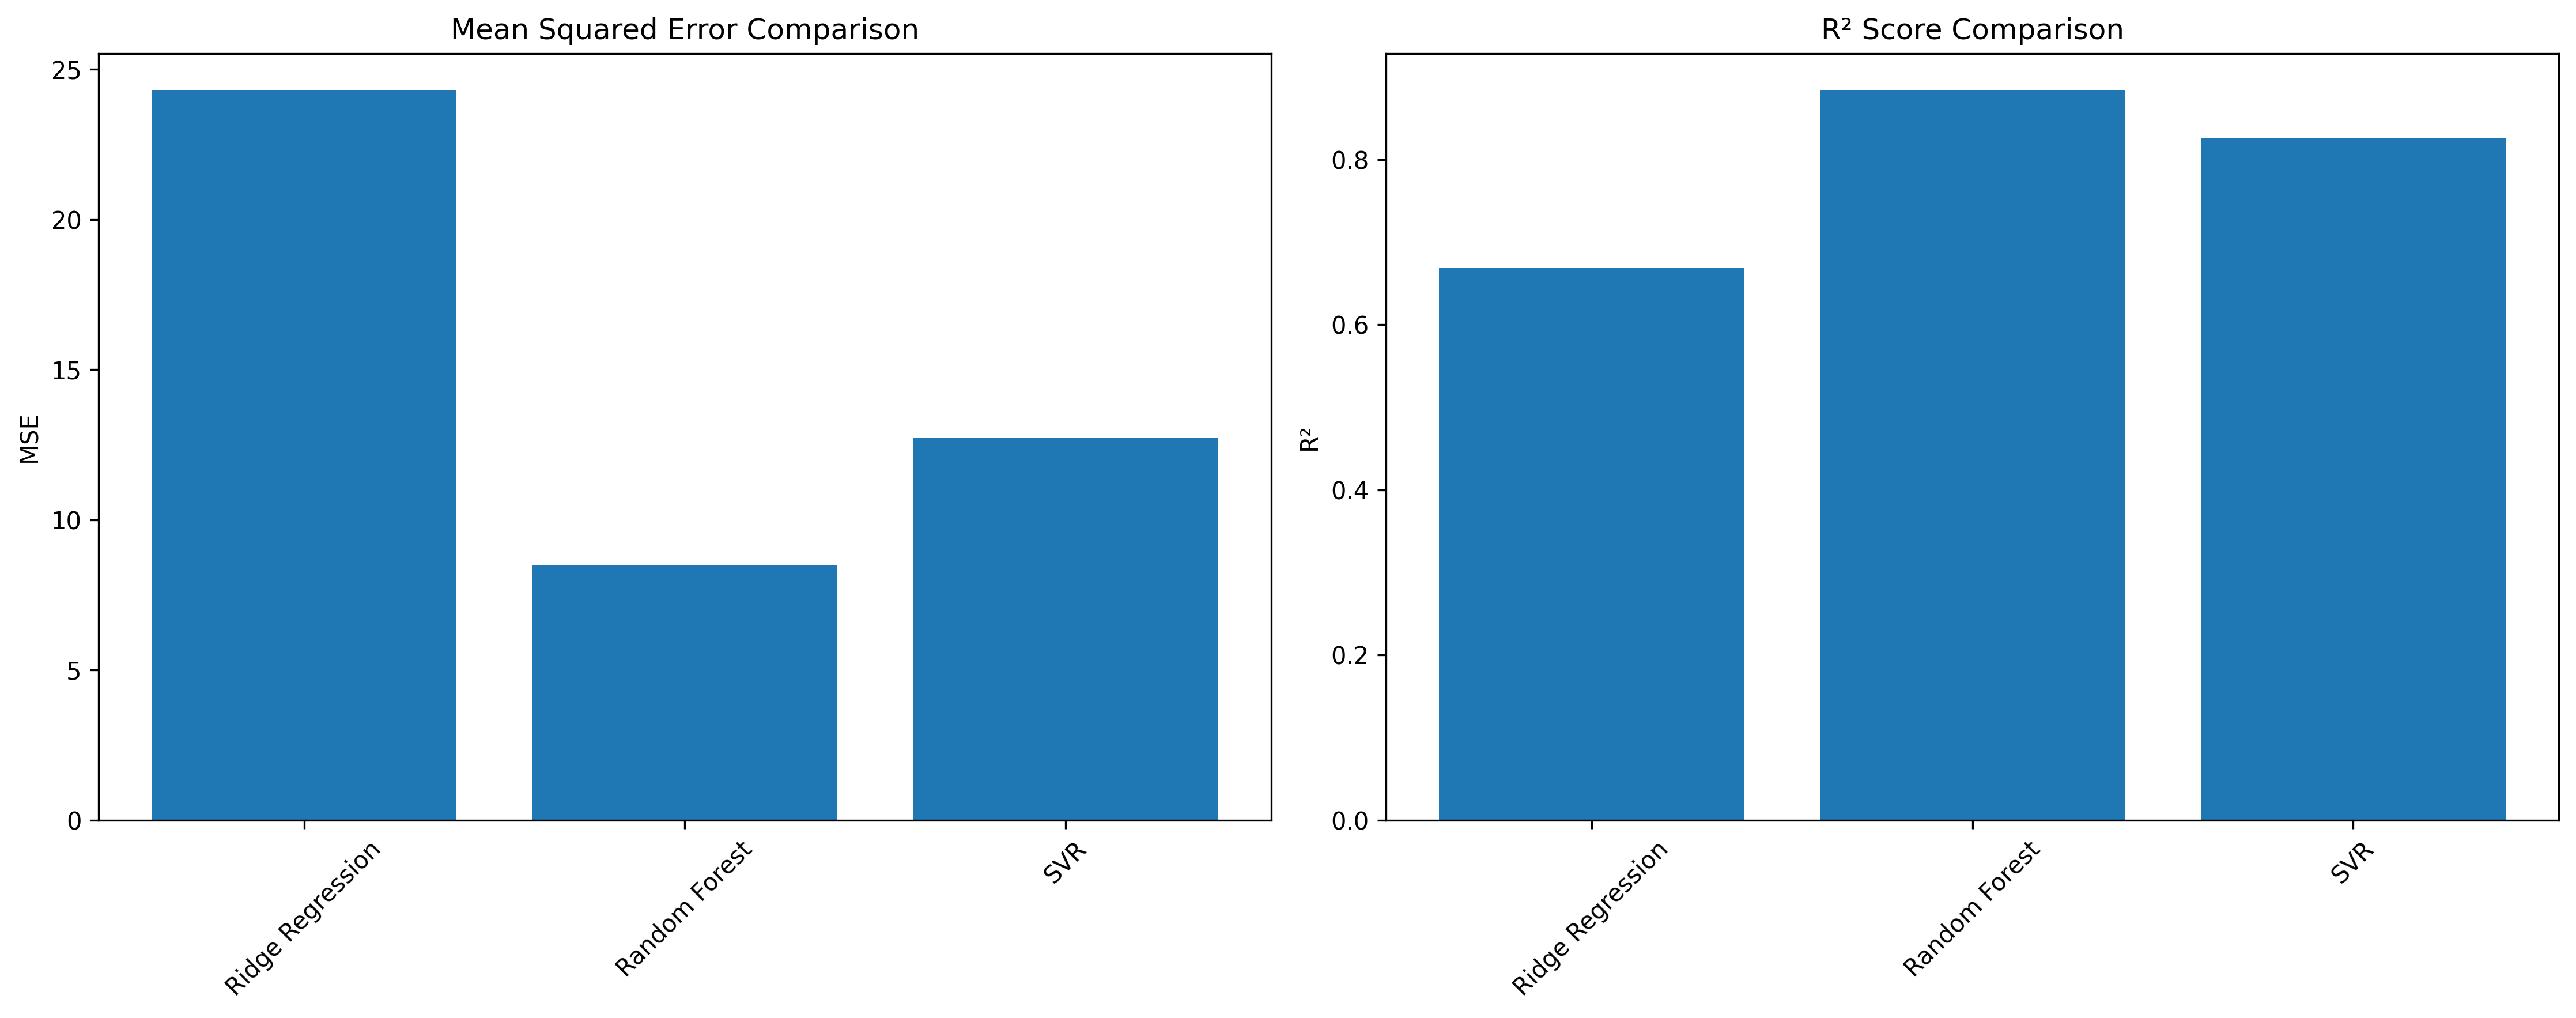 Mean Squared Error Comparison
25
20
15
10
5
0
MSE
Ridge Regression
Random Forest
SVR
R² Score Comparison
0.8
0.6
0.4
0.2
0.0
R²
Ridge Regression
Random Forest
SVR